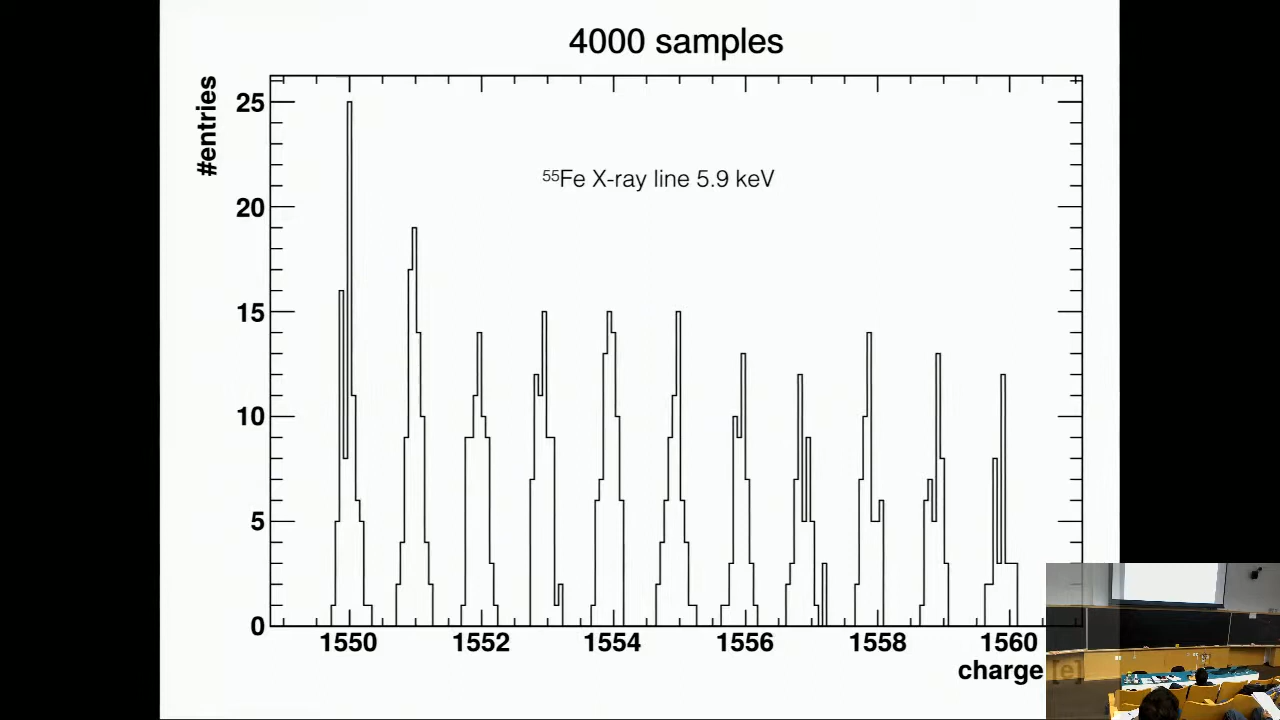 4000 samples
#entries
25
20
15
10
5
0
⁵⁵Fe X-ray line 5.9 keV
1550 1552 1554 1556 1558 1560
charge [e]